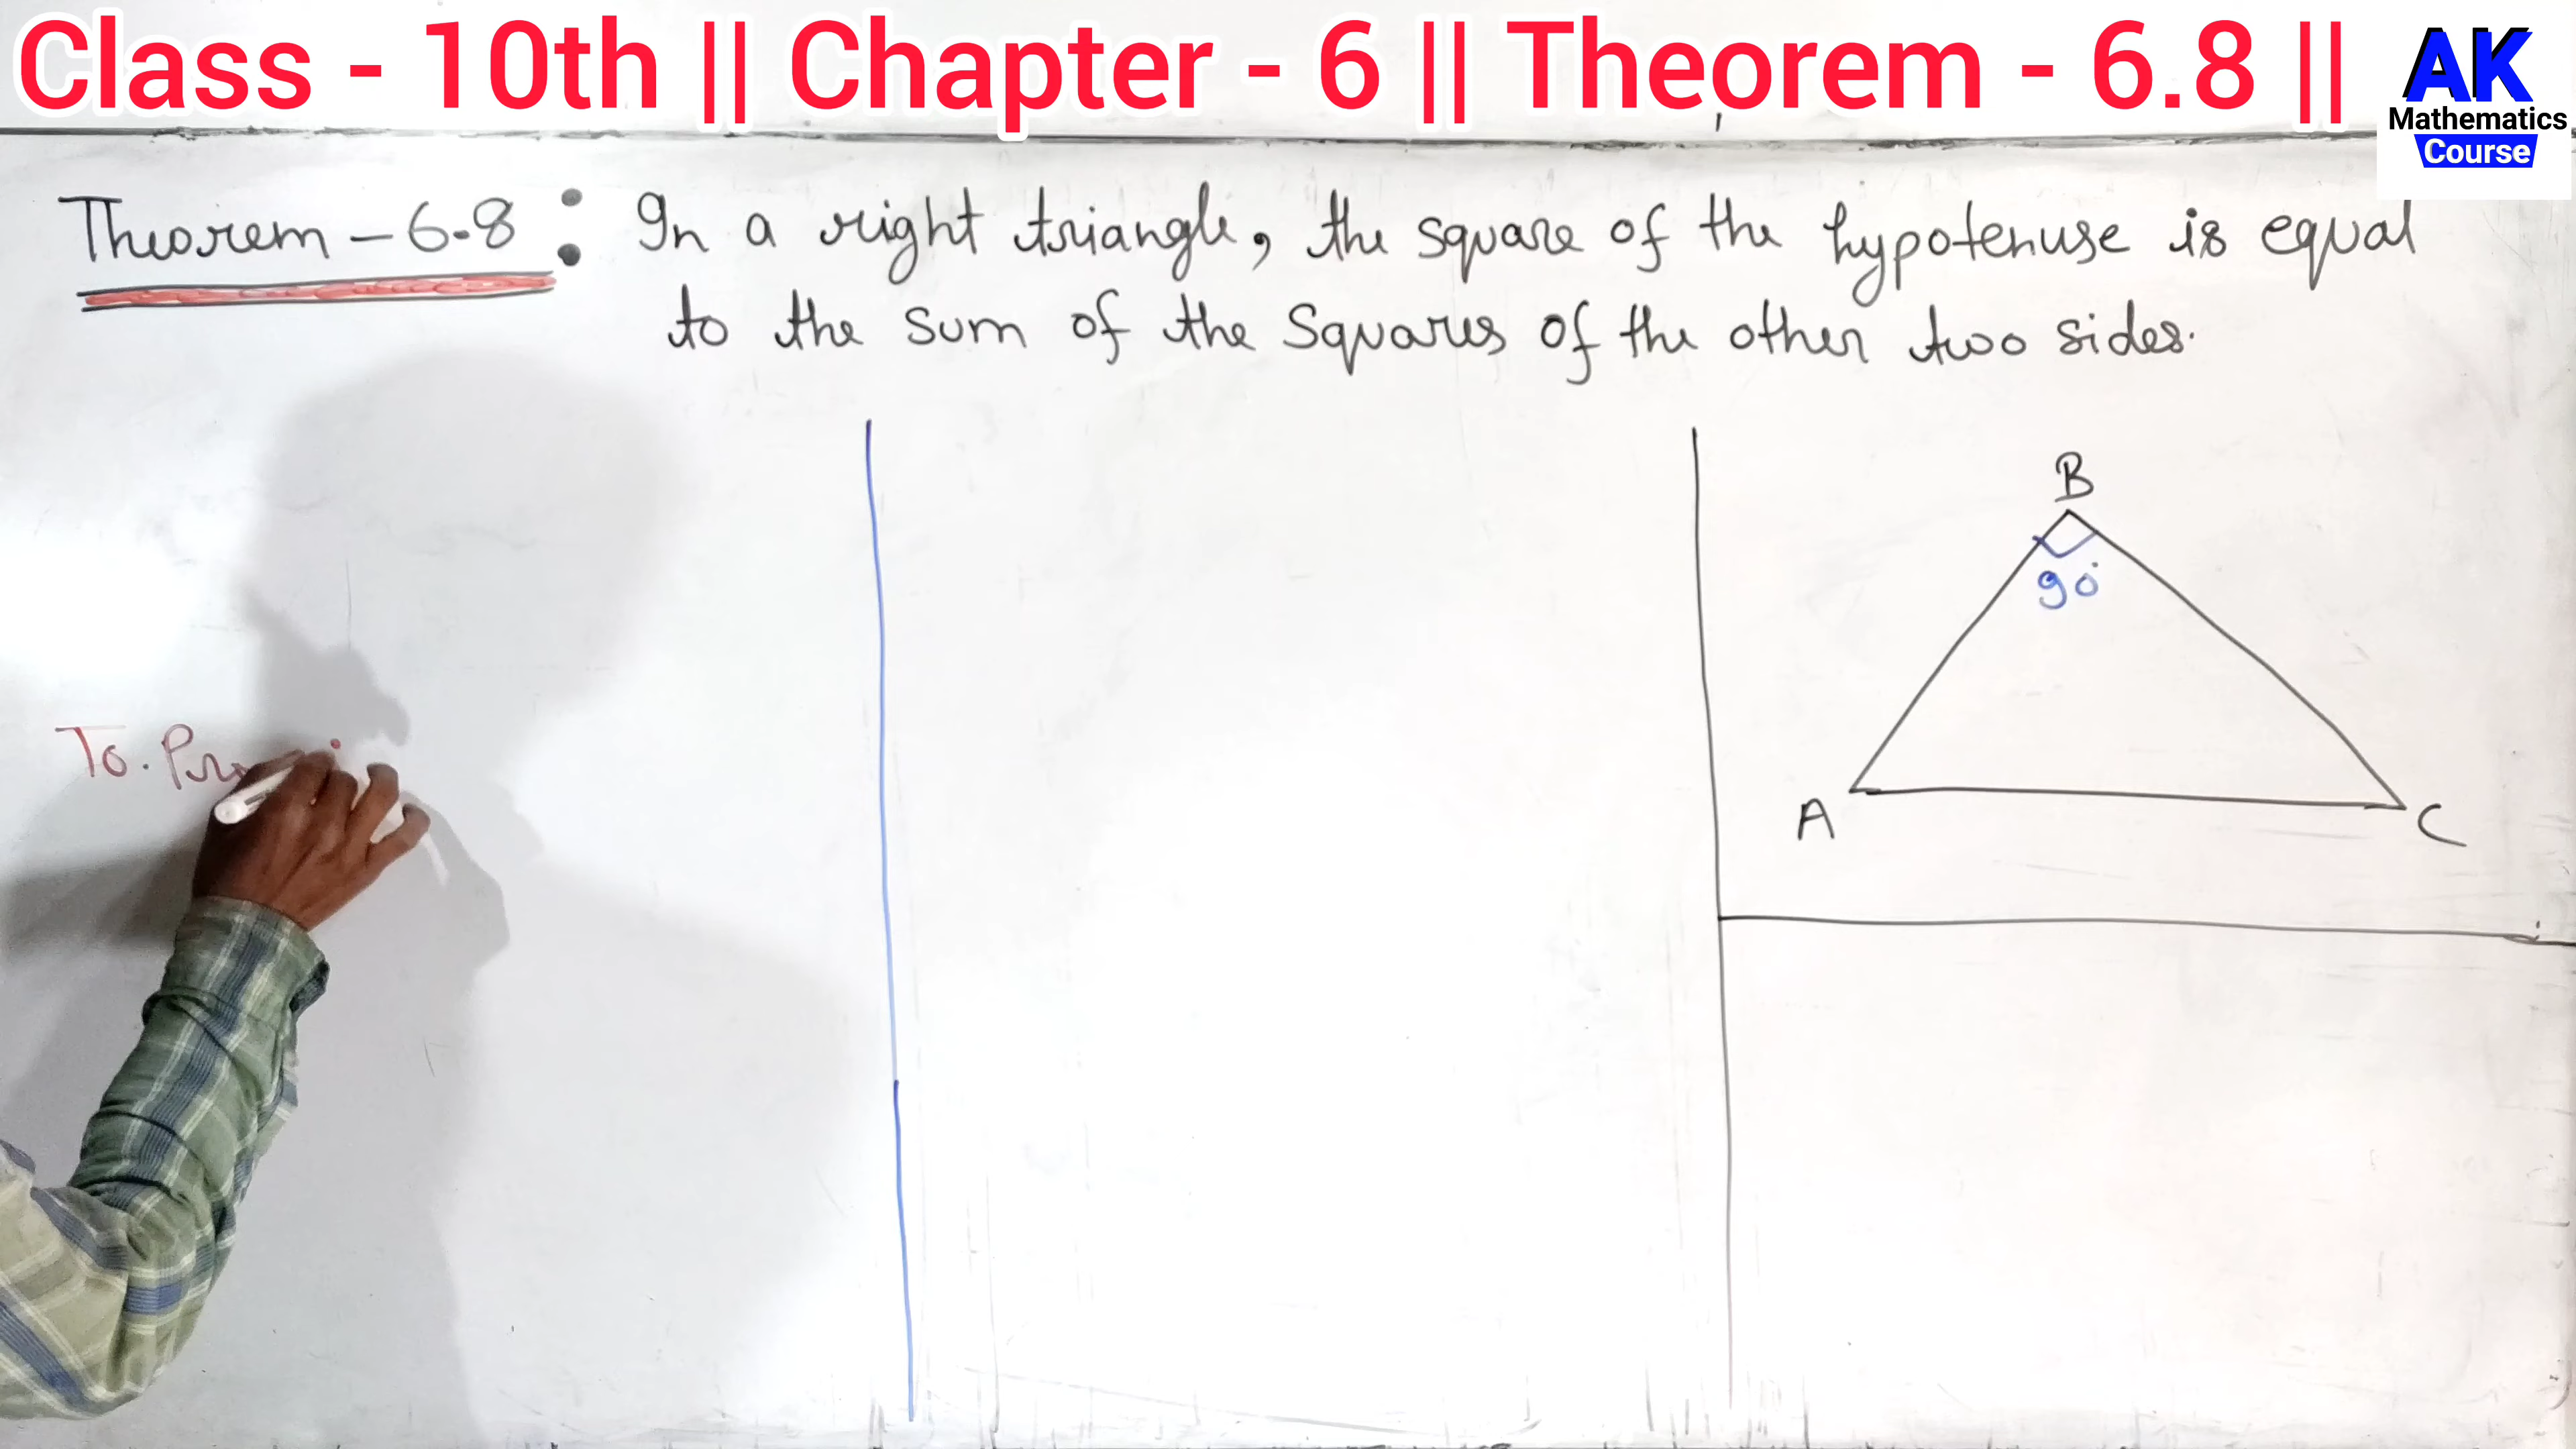 Class - 10th || Chapter - 6 || Theorem - 6.8 ||
AK
Mathematics
Course
Theorem - 6.8 : In a right triangle, the square of the hypotenuse is equal
to the sum of the squares of the other two sides.
B
90°
A
C
To.